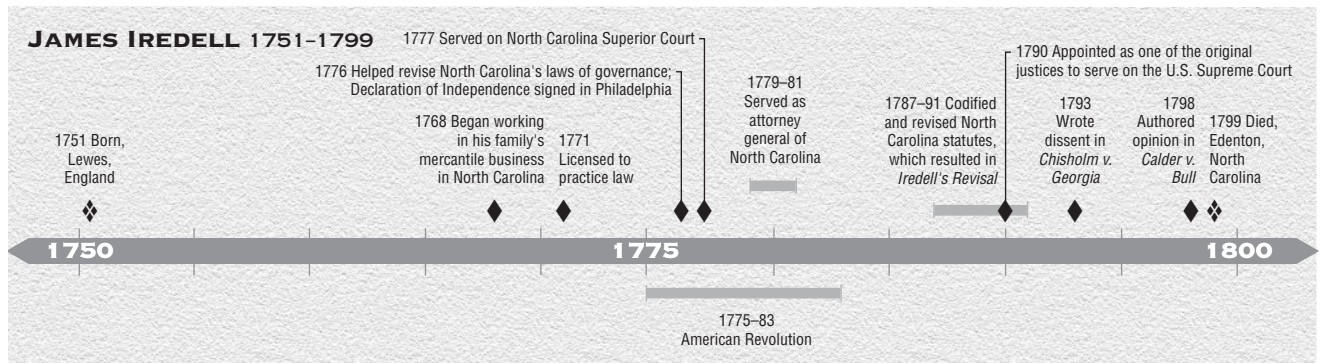 JAMES IREDELL 1751–1799
1777 Served on North Carolina Superior Court
1776 Helped revise North Carolina's laws of governance;
Declaration of Independence signed in Philadelphia
1751 Born,
Lewes,
England
1768 Began working
in his family's
mercantile business
in North Carolina
1771
Licensed to
practice law
1779–81
Served as
attorney
general of
North Carolina
1787–91 Codified
and revised North
Carolina statutes,
which resulted in
Iredell's Revisal
1790 Appointed as one of the original
justices to serve on the U.S. Supreme Court
1793
Wrote
dissent in
Chisholm v.
Georgia
1798
Authored
opinion in
Calder v.
Bull
1799 Died,
Edenton,
North
Carolina
1750
1775
1800
1775–83
American Revolution